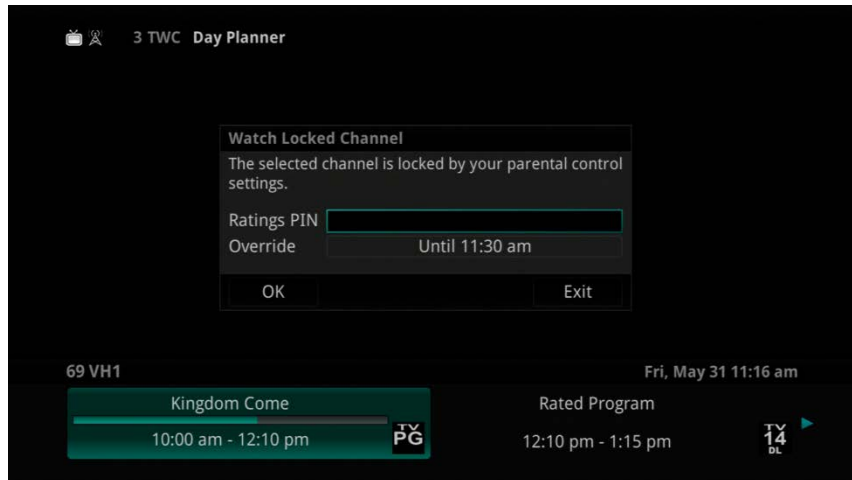 3 TWC Day Planner
Watch Locked Channel
The selected channel is locked by your parental control
settings.
Ratings PIN
Override Until 11:30 am
OK Exit
69 VH1 Fri, May 31 11:16 am
Kingdom Come Rated Program
10:00 am - 12:10 pm TV PG 12:10 pm - 1:15 pm TV 14 DL